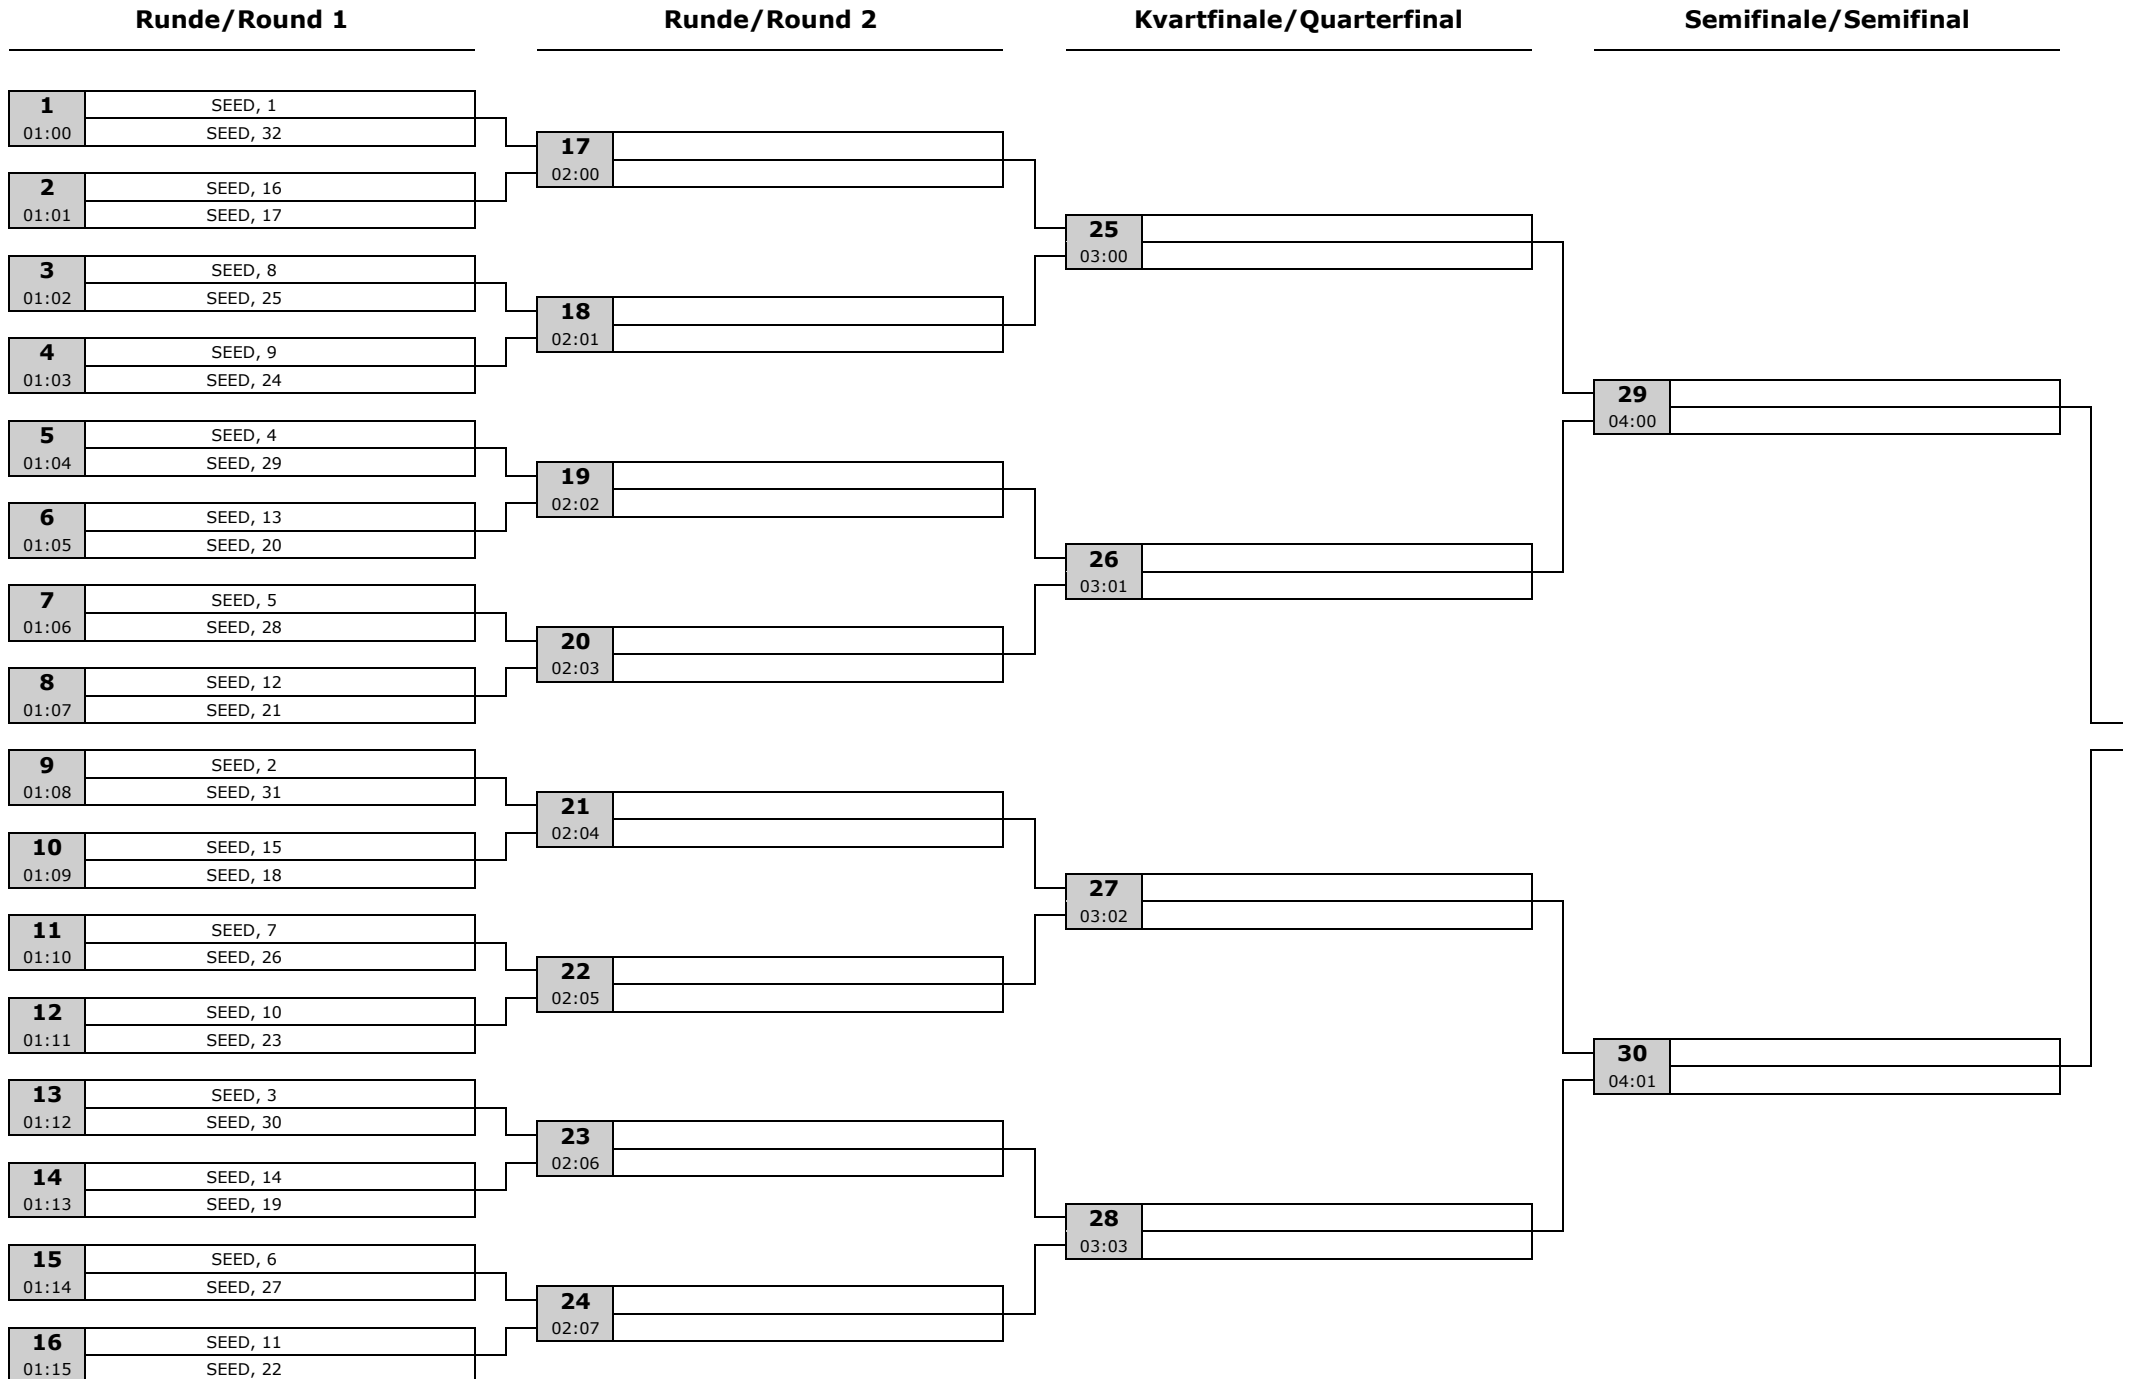 Runde/Round 1
Runde/Round 2
Kvartfinale/Quarterfinal
Semifinale/Semifinal
1
SEED, 1
01:00
SEED, 32
2
SEED, 16
01:01
SEED, 17
3
SEED, 8
01:02
SEED, 25
4
SEED, 9
01:03
SEED, 24
5
SEED, 4
01:04
SEED, 29
6
SEED, 13
01:05
SEED, 20
7
SEED, 5
01:06
SEED, 28
8
SEED, 12
01:07
SEED, 21
9
SEED, 2
01:08
SEED, 31
10
SEED, 15
01:09
SEED, 18
11
SEED, 7
01:10
SEED, 26
12
SEED, 10
01:11
SEED, 23
13
SEED, 3
01:12
SEED, 30
14
SEED, 14
01:13
SEED, 19
15
SEED, 6
01:14
SEED, 27
16
SEED, 11
01:15
SEED, 22
17
02:00
18
02:01
19
02:02
20
02:03
21
02:04
22
02:05
23
02:06
24
02:07
25
03:00
26
03:01
27
03:02
28
03:03
29
04:00
30
04:01